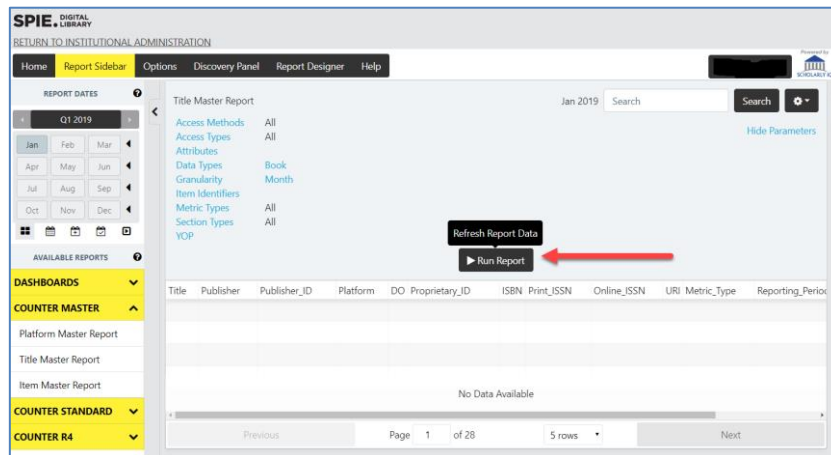 SPIE. DIGITAL LIBRARY
RETURN TO INSTITUTIONAL ADMINISTRATION
Home Report Sidebar Options Discovery Panel Report Designer Help
Powered by
SCHOLARLY IQ
REPORT DATES
Q1 2019
Jan Feb Mar
Apr May Jun
Jul Aug Sep
Oct Nov Dec
AVAILABLE REPORTS
DASHBOARDS
COUNTER MASTER
Platform Master Report
Title Master Report
Item Master Report
COUNTER STANDARD
COUNTER R4
Title Master Report Jan 2019 Search Search
Hide Parameters
Access Methods All
Access Types All
Attributes
Data Types Book
Granularity Month
Item Identifiers
Metric Types All
Section Types All
YOP
Refresh Report Data
Run Report
Title Publisher Publisher_ID Platform DO Proprietary_ID ISBN Print_ISSN Online_ISSN URI Metric_Type Reporting_Period
No Data Available
Previous Page 1 of 28 5 rows Next